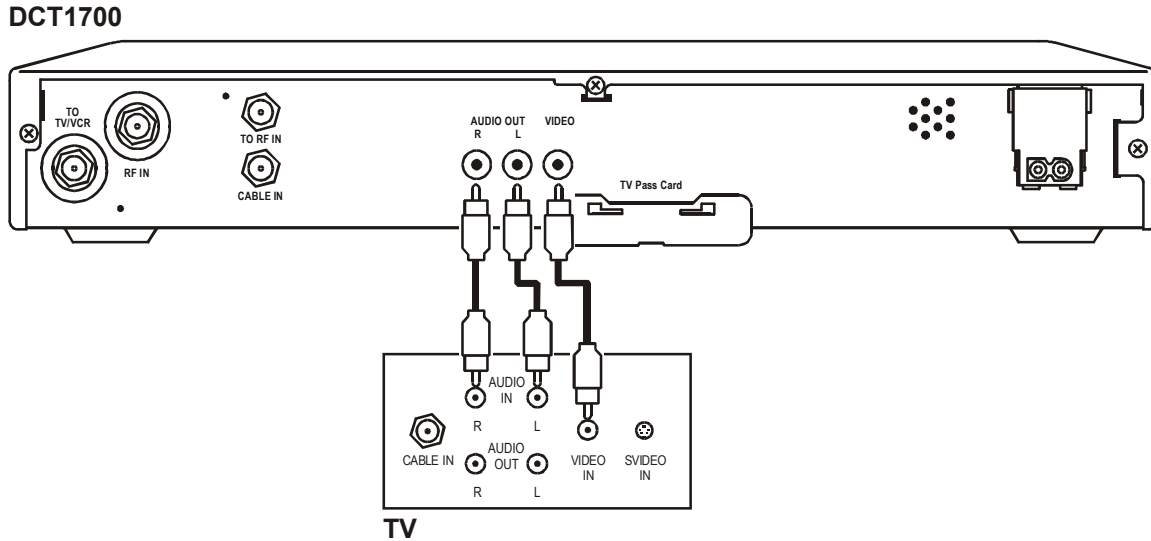 DCT1700
TO
TV/VCR
RF IN
TO RF IN
CABLE IN
AUDIO OUT
R L
VIDEO
TV Pass Card
AUDIO
IN
R L
CABLE IN
AUDIO
OUT
R L
VIDEO
IN
SVIDEO
IN
TV